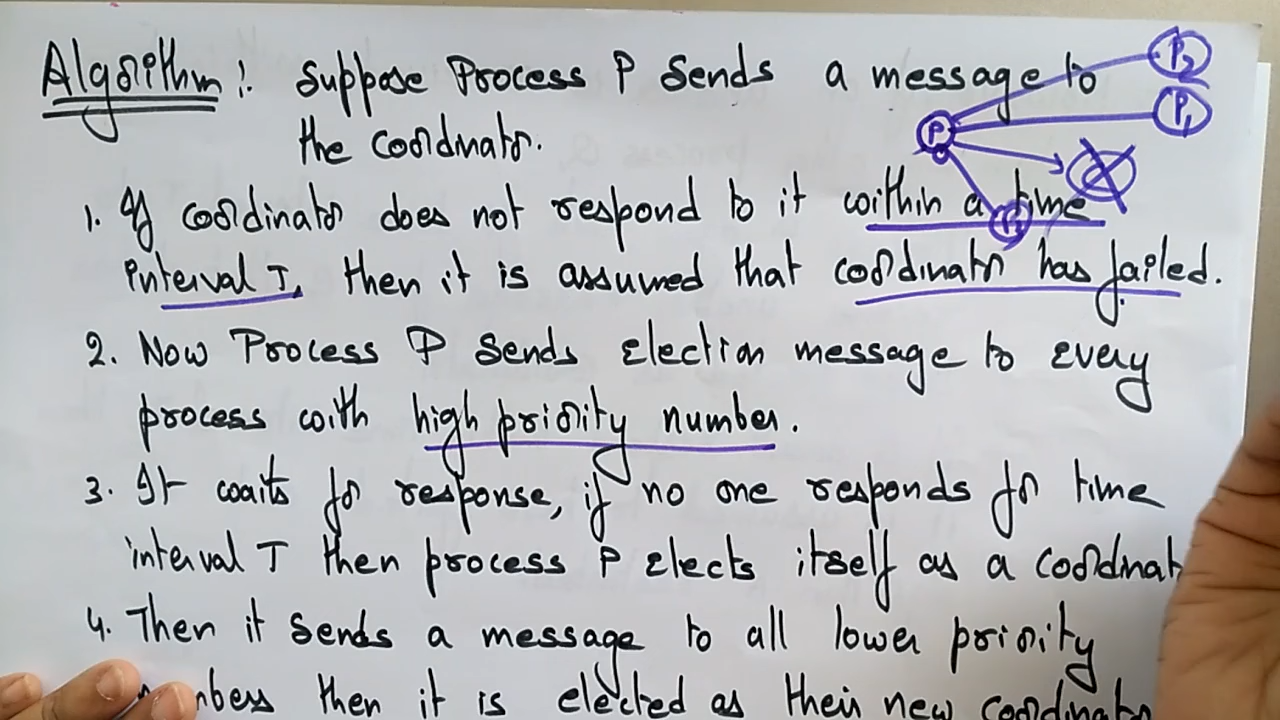 Algorithm: Suppose Process P Sends a message to
the Coordinator.
1. If coordinator does not respond to it within a time
interval T, then it is assumed that coordinator has failed.
2. Now Process P Sends Election message to Every
process with high priority number.
3. It waits for response, if no one responds for time
interval T then process P Elects itself as a Coordinat
4. Then it Sends a message to all lower priority
then it is elected as their new coordinato
P
P1